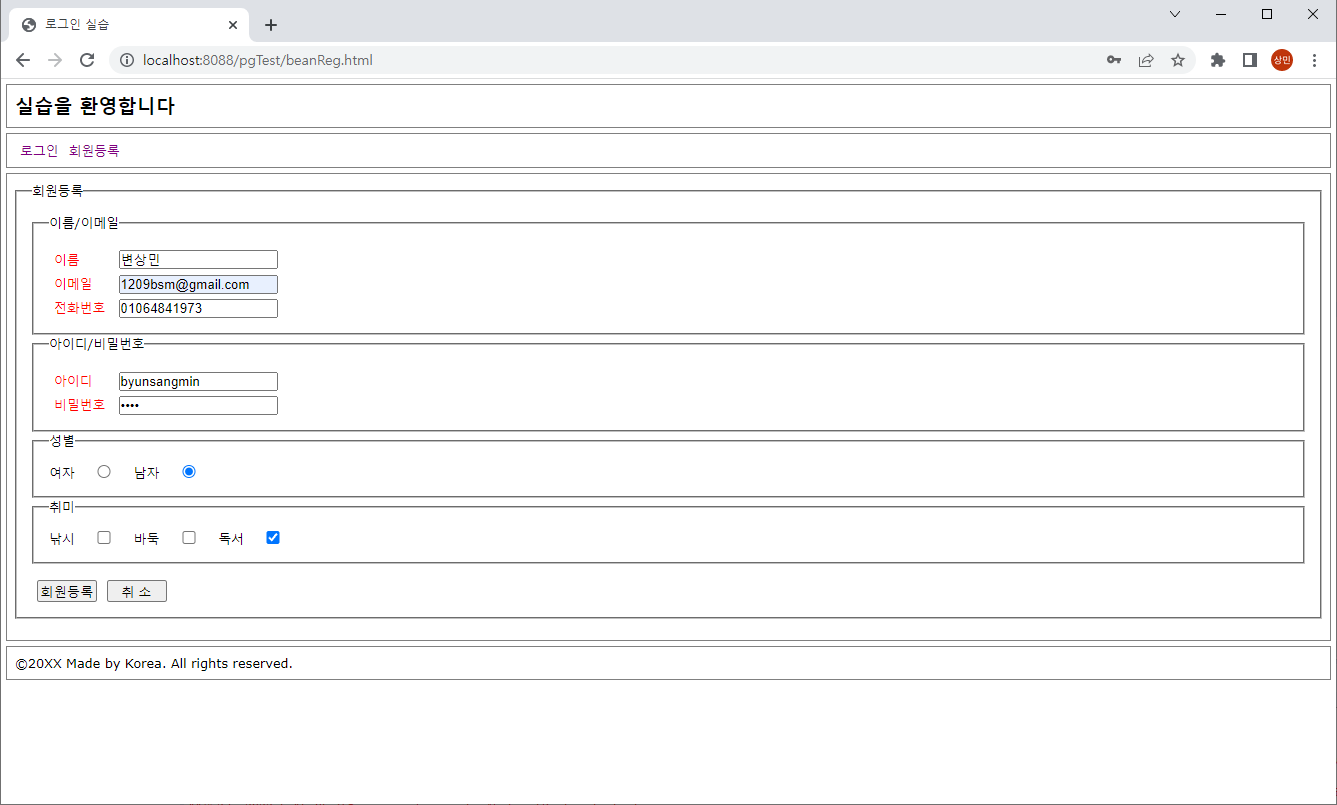 로그인 실습
localhost:8088/pgTest/beanReg.html
상민
실습을 환영합니다
로그인 회원등록
회원등록
이름/이메일
이름 변상민
이메일 1209bsm@gmail.com
전화번호 01064841973
아이디/비밀번호
아이디 byunsangmin
비밀번호 ••••
성별
여자 남자
취미
낚시 바둑 독서
회원등록 취 소
©20XX Made by Korea. All rights reserved.